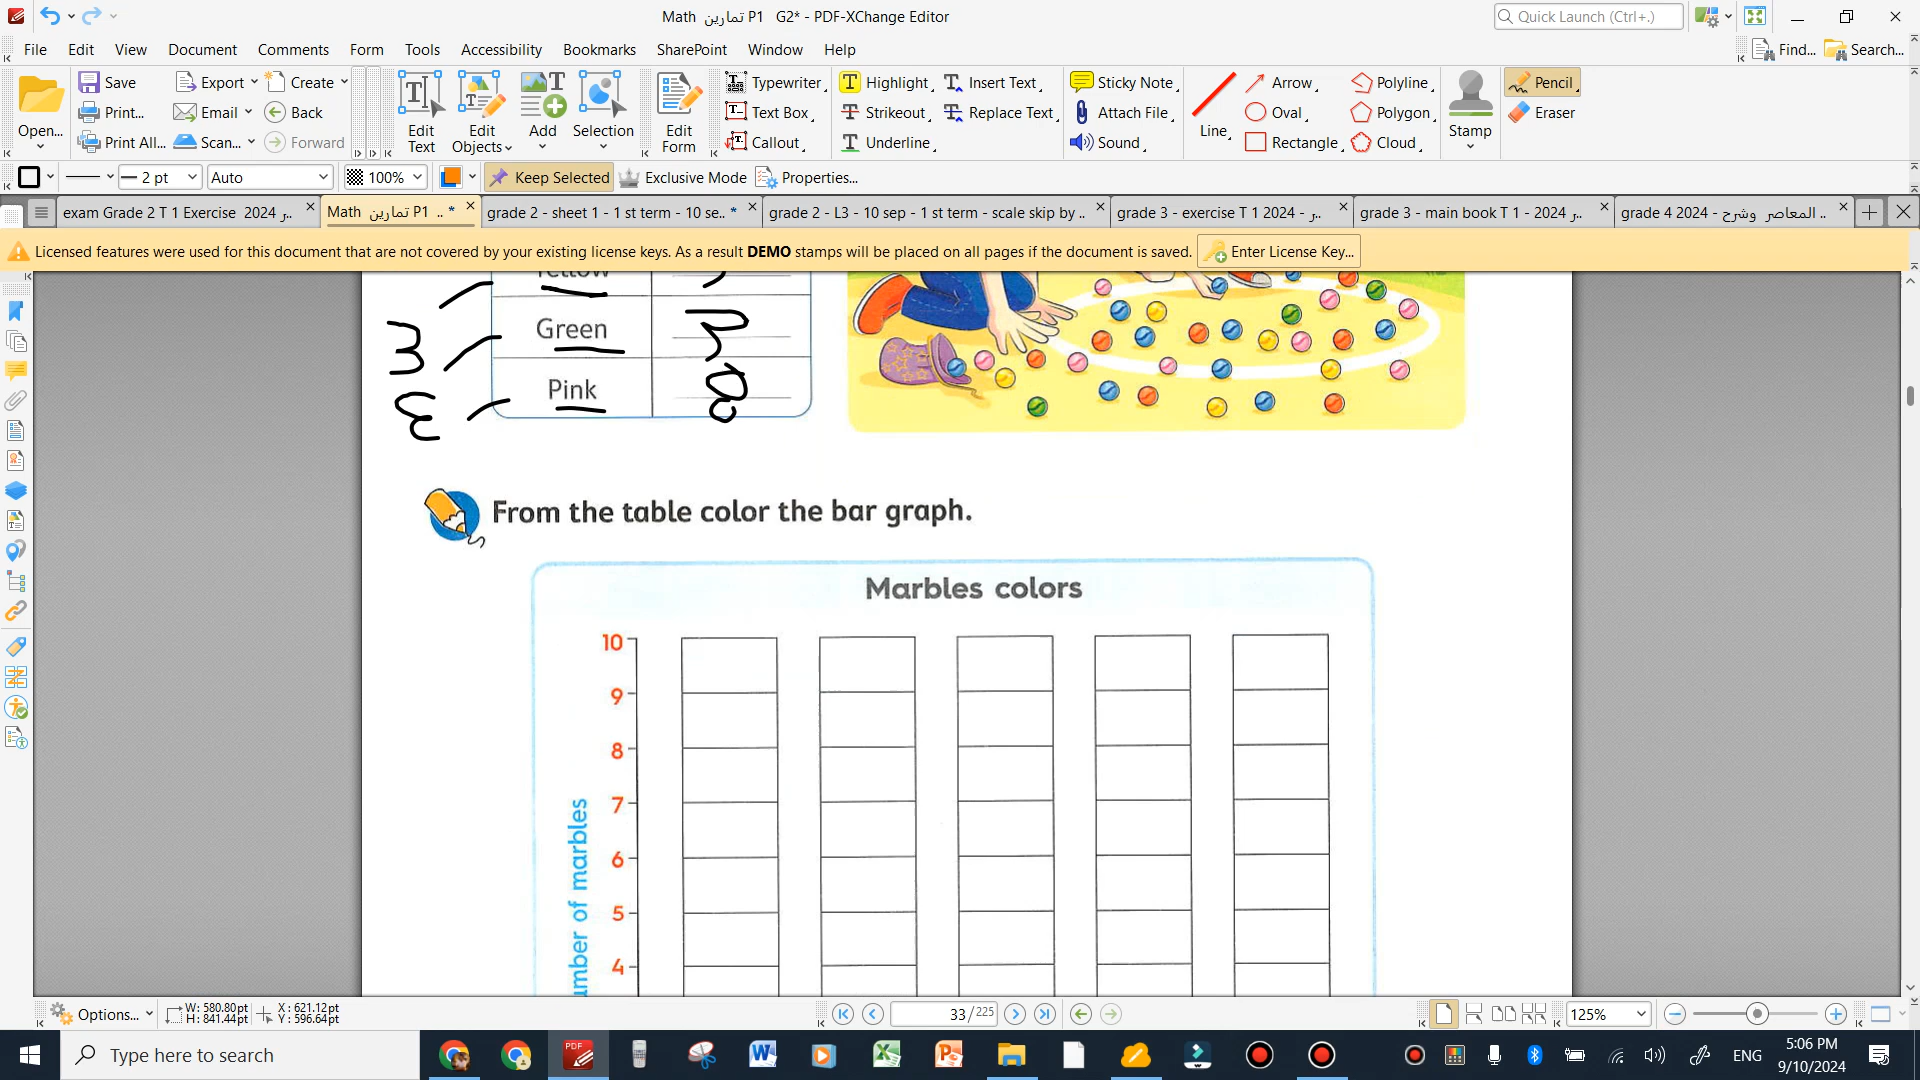 Math تمارين P1 G2* - PDF-XChange Editor
Quick Launch (Ctrl+.)
File Edit View Document Comments Form Tools Accessibility Bookmarks SharePoint Window Help
Find... Search...
Open...
Save Export Create
Print... Email Back
Print All... Scan... Forward
Edit Text
Edit Objects
Add
Selection
Edit Form
Typewriter Highlight Insert Text
Text Box Strikeout Replace Text
Callout Underline
Sticky Note
Attach File
Sound
Line
Arrow Polyline
Oval Polygon
Rectangle Cloud
Stamp
Pencil
Eraser
2 pt Auto 100% Keep Selected Exclusive Mode Properties...
exam Grade 2 T 1 Exercise 2024 ر..
Math تمارين P1 .. *
grade 2 - sheet 1 - 1 st term - 10 se.. *
grade 2 - L3 - 10 sep - 1 st term - scale skip by ..
grade 3 - exercise T 1 2024 - ر..
grade 3 - main book T 1 - 2024 ر..
grade 4 2024 - المعاصر وشرح ..
Licensed features were used for this document that are not covered by your existing license keys. As a result DEMO stamps will be placed on all pages if the document is saved. Enter License Key...
Yellow
Green
Pink 8
3
From the table color the bar graph.
Marbles colors
10
9
8
7
6
5
4
umber of marbles
Options...
W: 580.80pt
H: 841.44pt
X: 621.12pt
Y: 596.64pt
33 / 225
125%
Type here to search
ENG
5:06 PM
9/10/2024